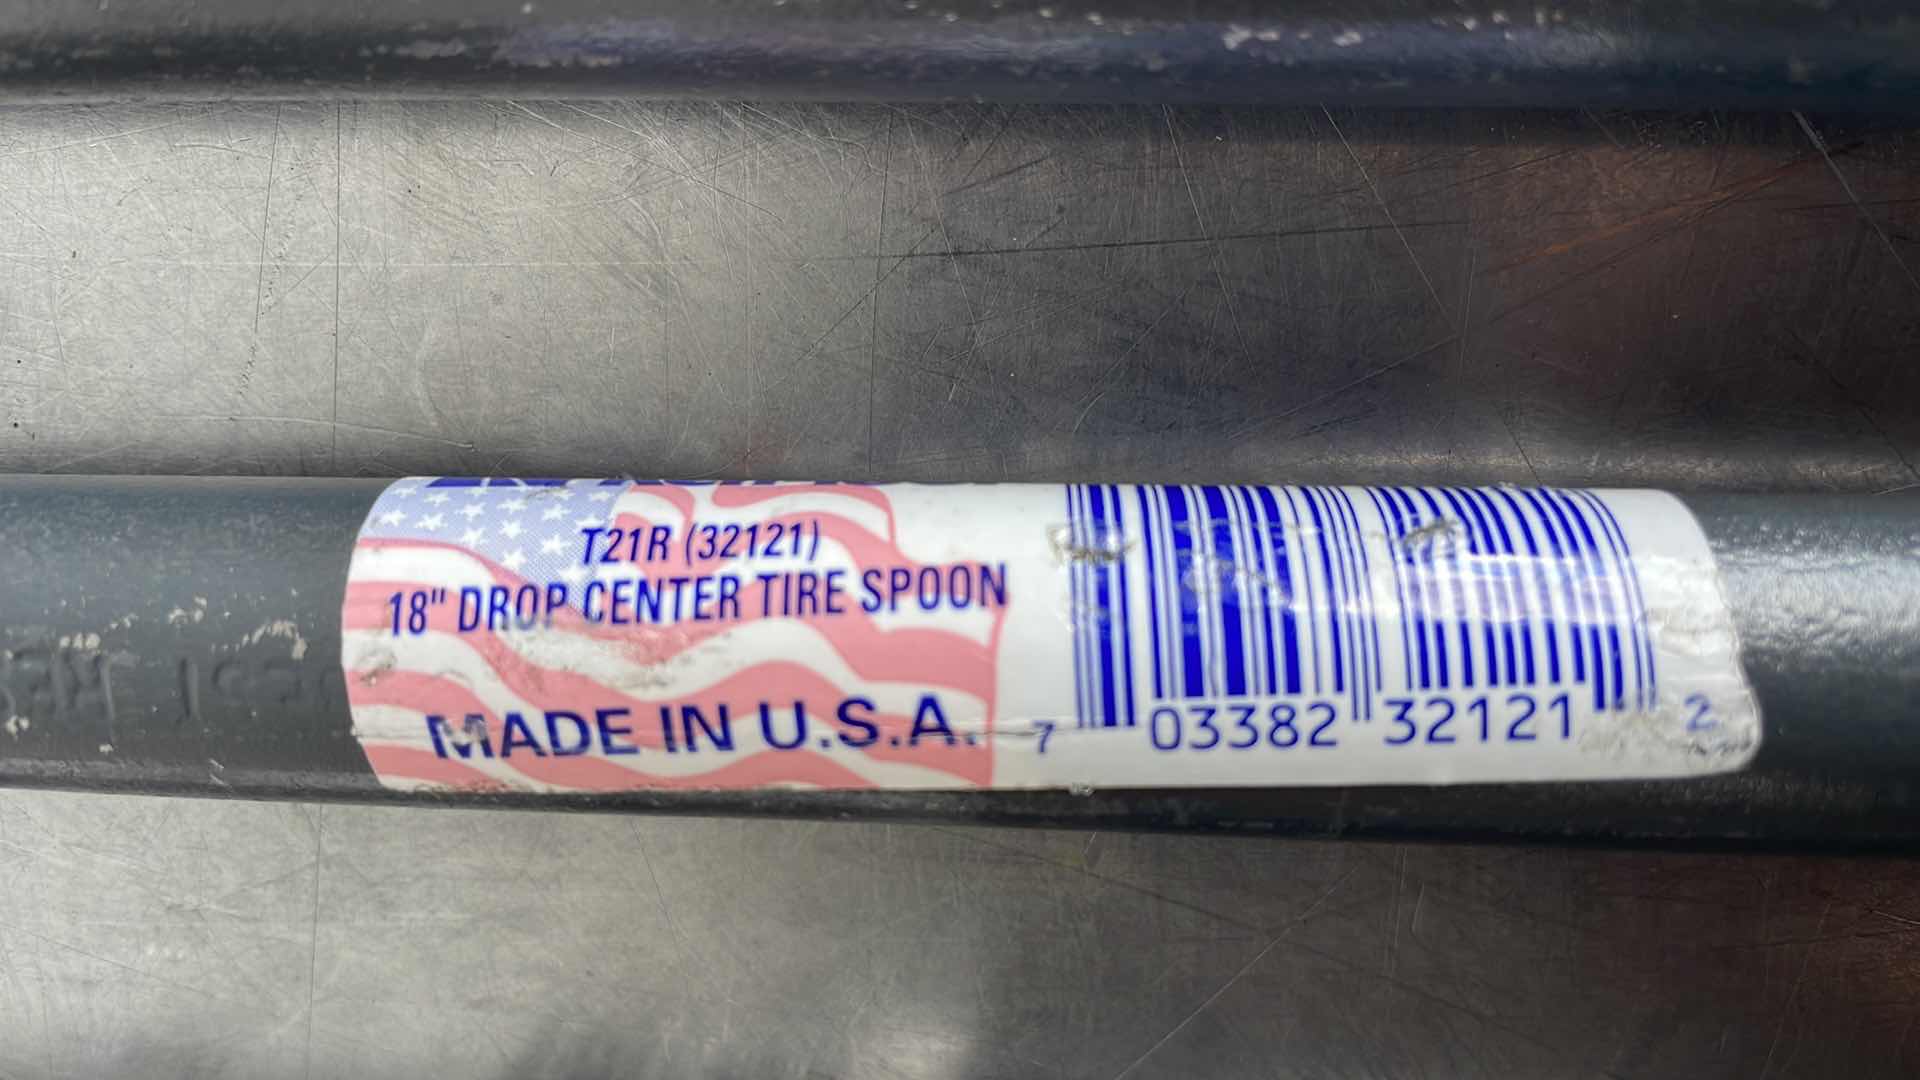 T21R (32121)
18" DROP CENTER TIRE SPOON
MADE IN U.S.A.
7 03382 32121 2